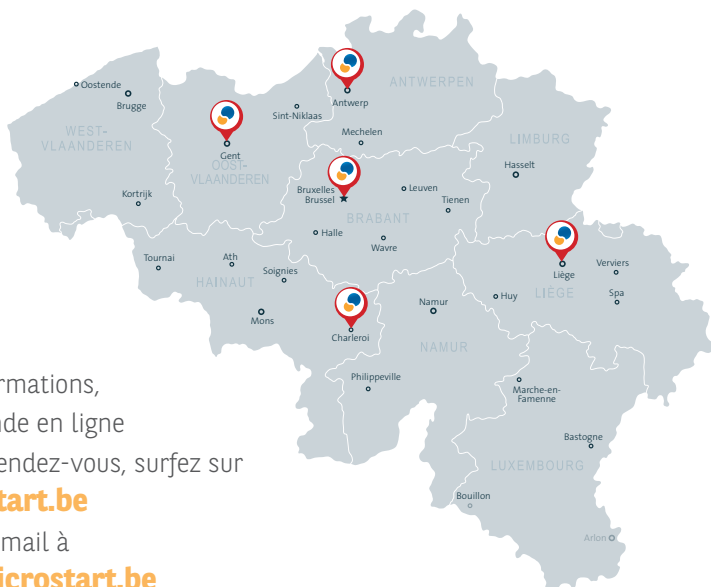 ANTWERPEN
Oostende
Brugge
Antwerp
Sint-Niklaas
WEST-
VLAANDEREN
Mechelen
LIMBURG
Gent
OOST-
VLAANDEREN
Hasselt
Kortrijk
Bruxelles
Brussel
Leuven
Tienen
BRABANT
Halle
Wavre
Tournai
Ath
Soignies
HAINAUT
Liège
Verviers
LIÈGE
Spa
Huy
Mons
Namur
Charleroi
NAMUR
Philippeville
Marche-en-
Famenne
Bastogne
LUXEMBOURG
Bouillon
Arlon
rmations,
de en ligne
endez-vous, surfez sur
tart.be
mail à
icrostart.be